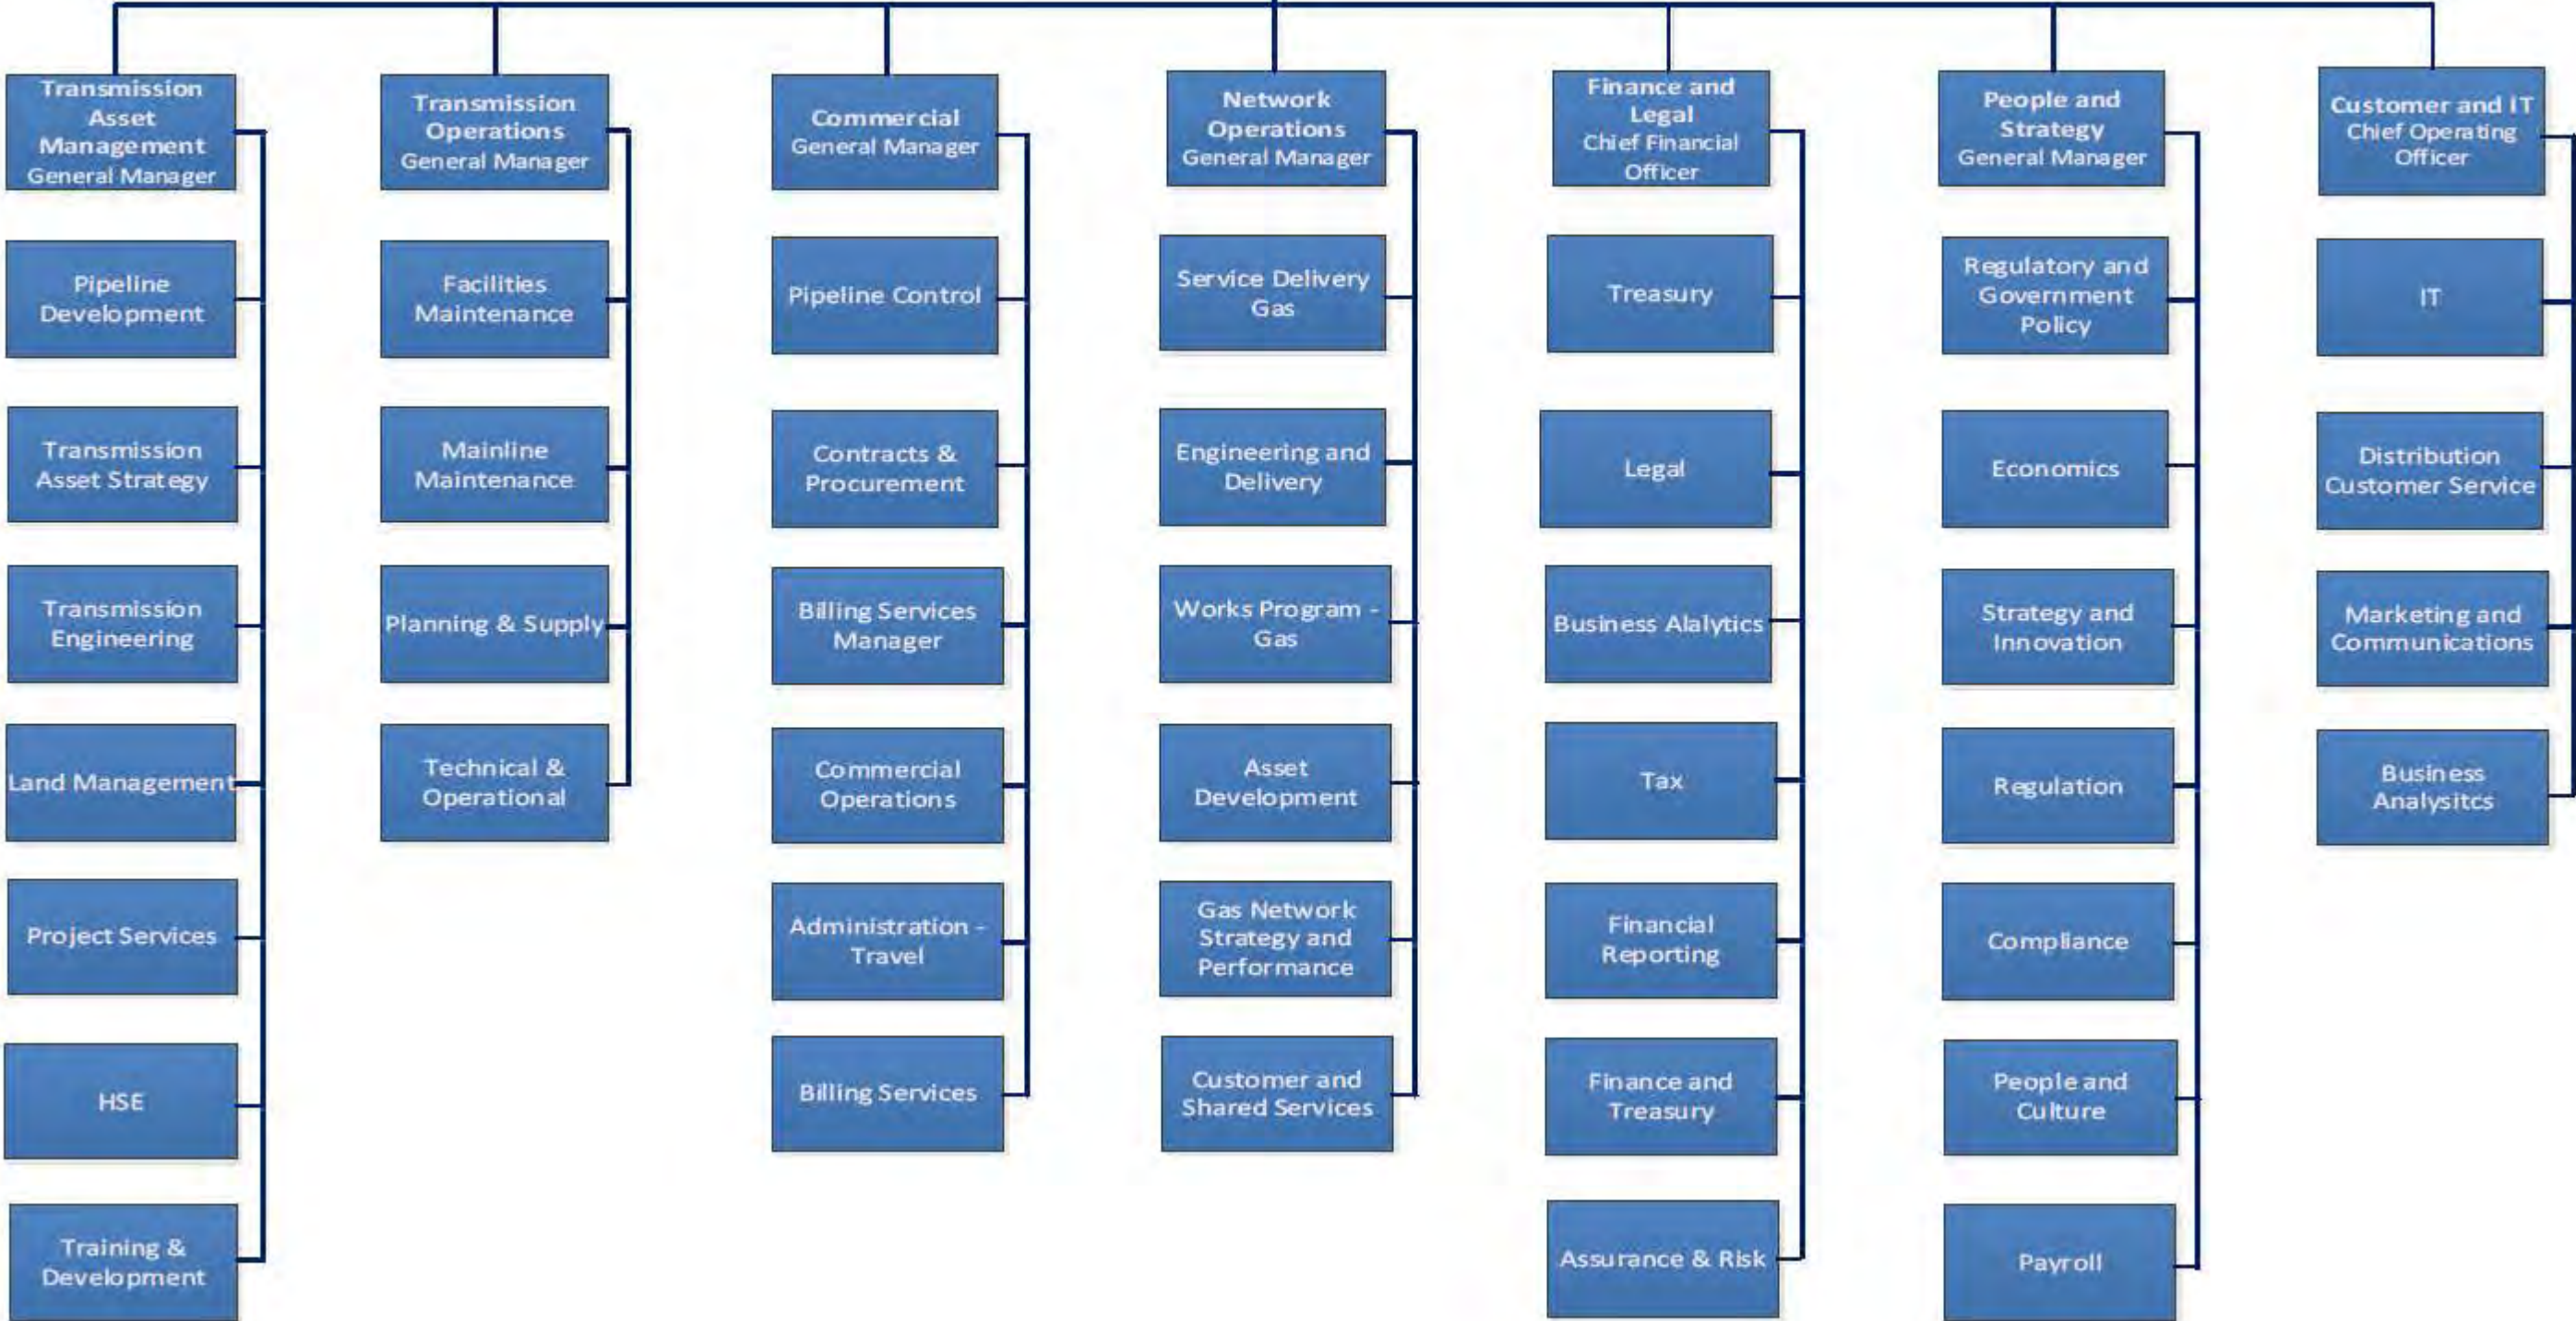 Transmission
Asset
Management
General Manager
Pipeline
Development
Transmission
Asset Strategy
Transmission
Engineering
Land Management
Project Services
HSE
Training &
Development
Transmission
Operations
General Manager
Facilities
Maintenance
Mainline
Maintenance
Planning & Supply
Technical &
Operational
Commercial
General Manager
Pipeline Control
Contracts &
Procurement
Billing Services
Manager
Commercial
Operations
Administration -
Travel
Billing Services
Network
Operations
General Manager
Service Delivery
Gas
Engineering and
Delivery
Works Program -
Gas
Asset
Development
Gas Network
Strategy and
Performance
Customer and
Shared Services
Finance and
Legal
Chief Financial
Officer
Treasury
Legal
Business Alalytics
Tax
Financial
Reporting
Finance and
Treasury
Assurance & Risk
People and
Strategy
General Manager
Regulatory and
Government
Policy
Economics
Strategy and
Innovation
Regulation
Compliance
People and
Culture
Payroll
Customer and IT
Chief Operating
Officer
IT
Distribution
Customer Service
Marketing and
Communications
Business
Analysitcs